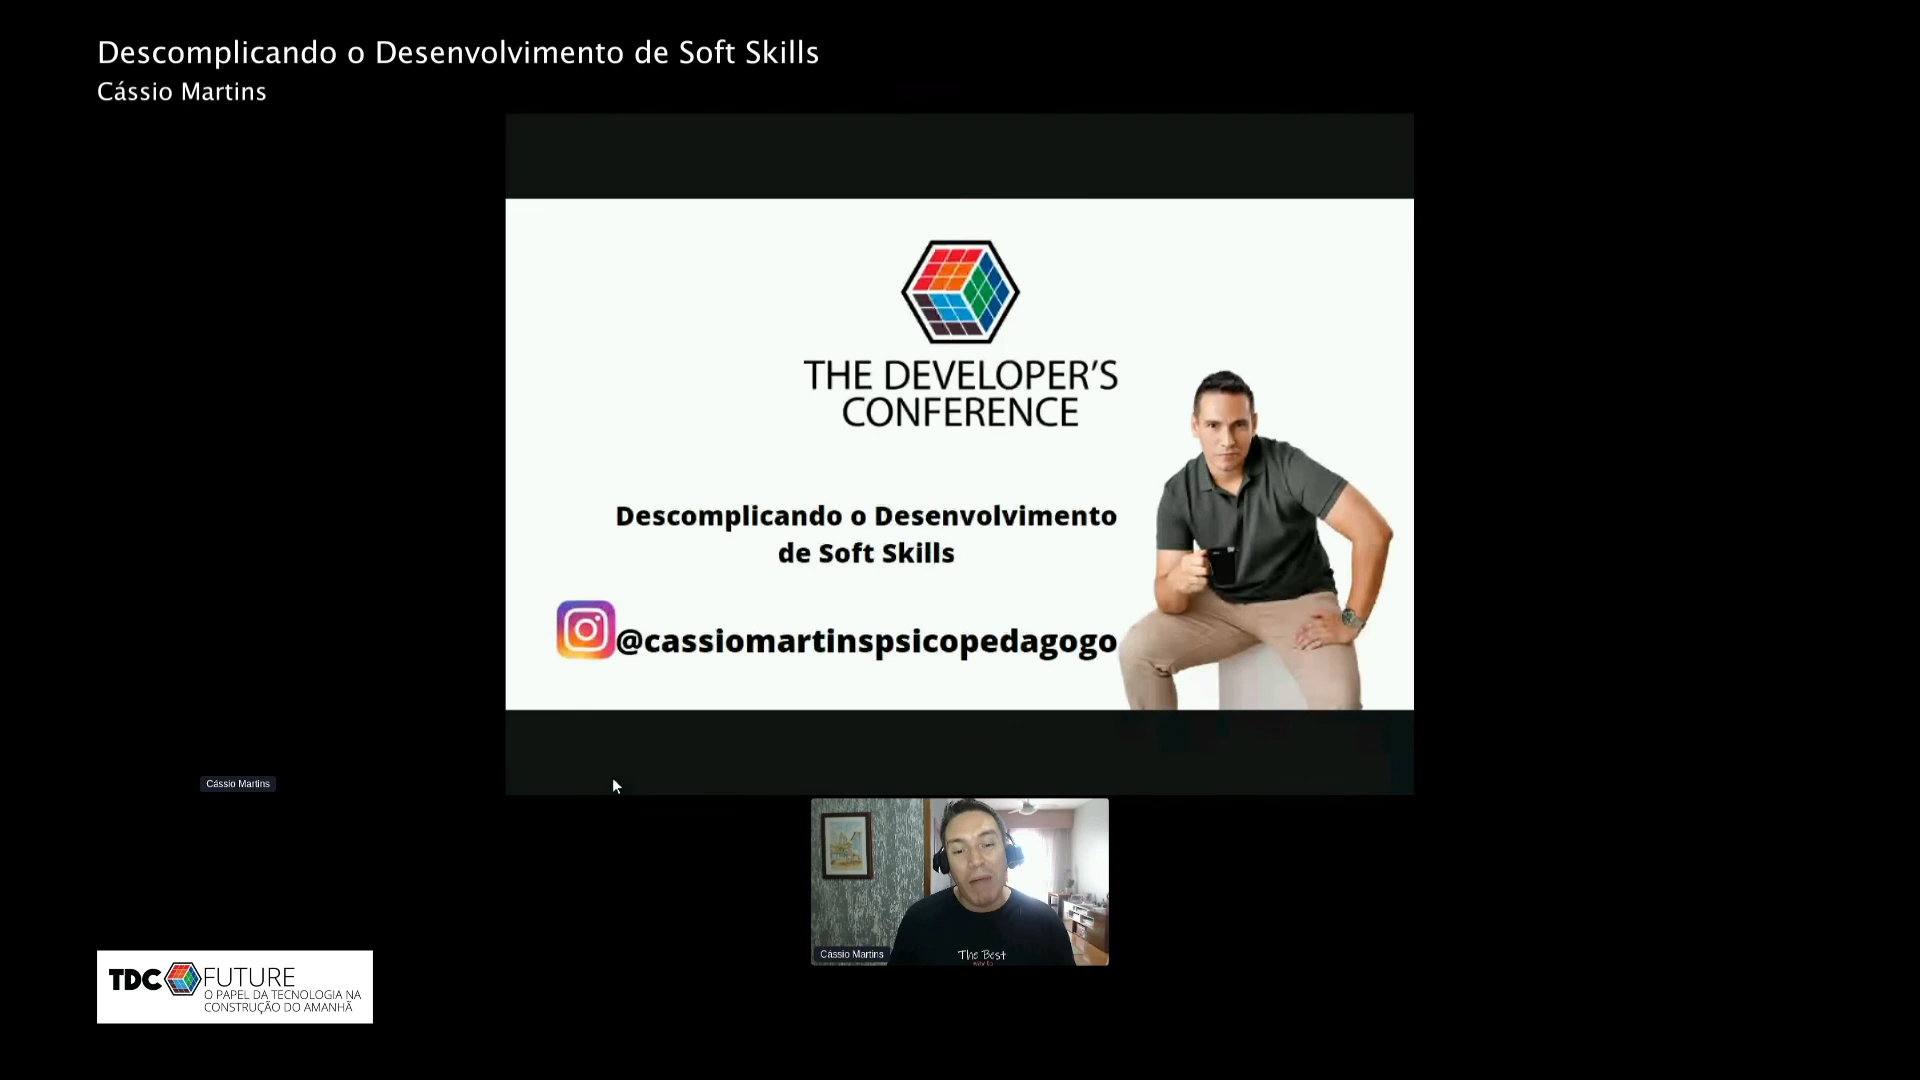 Descomplicando o Desenvolvimento de Soft Skills
Cássio Martins
THE DEVELOPER'S
CONFERENCE
Descomplicando o Desenvolvimento
de Soft Skills
@cassiomartinspsicopedagogo
Cássio Martins
The Best
Cássio Martins
TDC FUTURE
O PAPEL DA TECNOLOGIA NA
CONSTRUÇÃO DO AMANHÃ